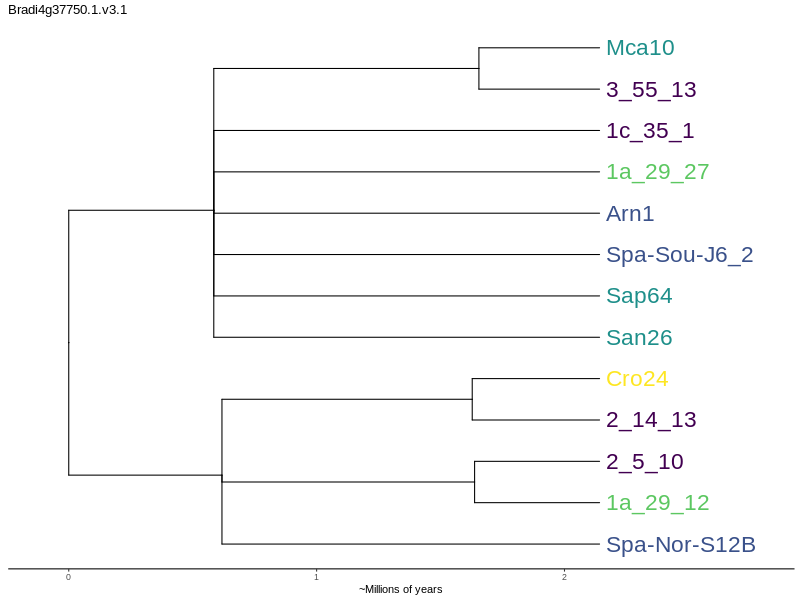 Bradi4g37750.1.v3.1
Mca10
3_55_13
1c_35_1
1a_29_27
Arn1
Spa-Sou-J6_2
Sap64
San26
Cro24
2_14_13
2_5_10
1a_29_12
Spa-Nor-S12B
0 1 2
~Millions of years